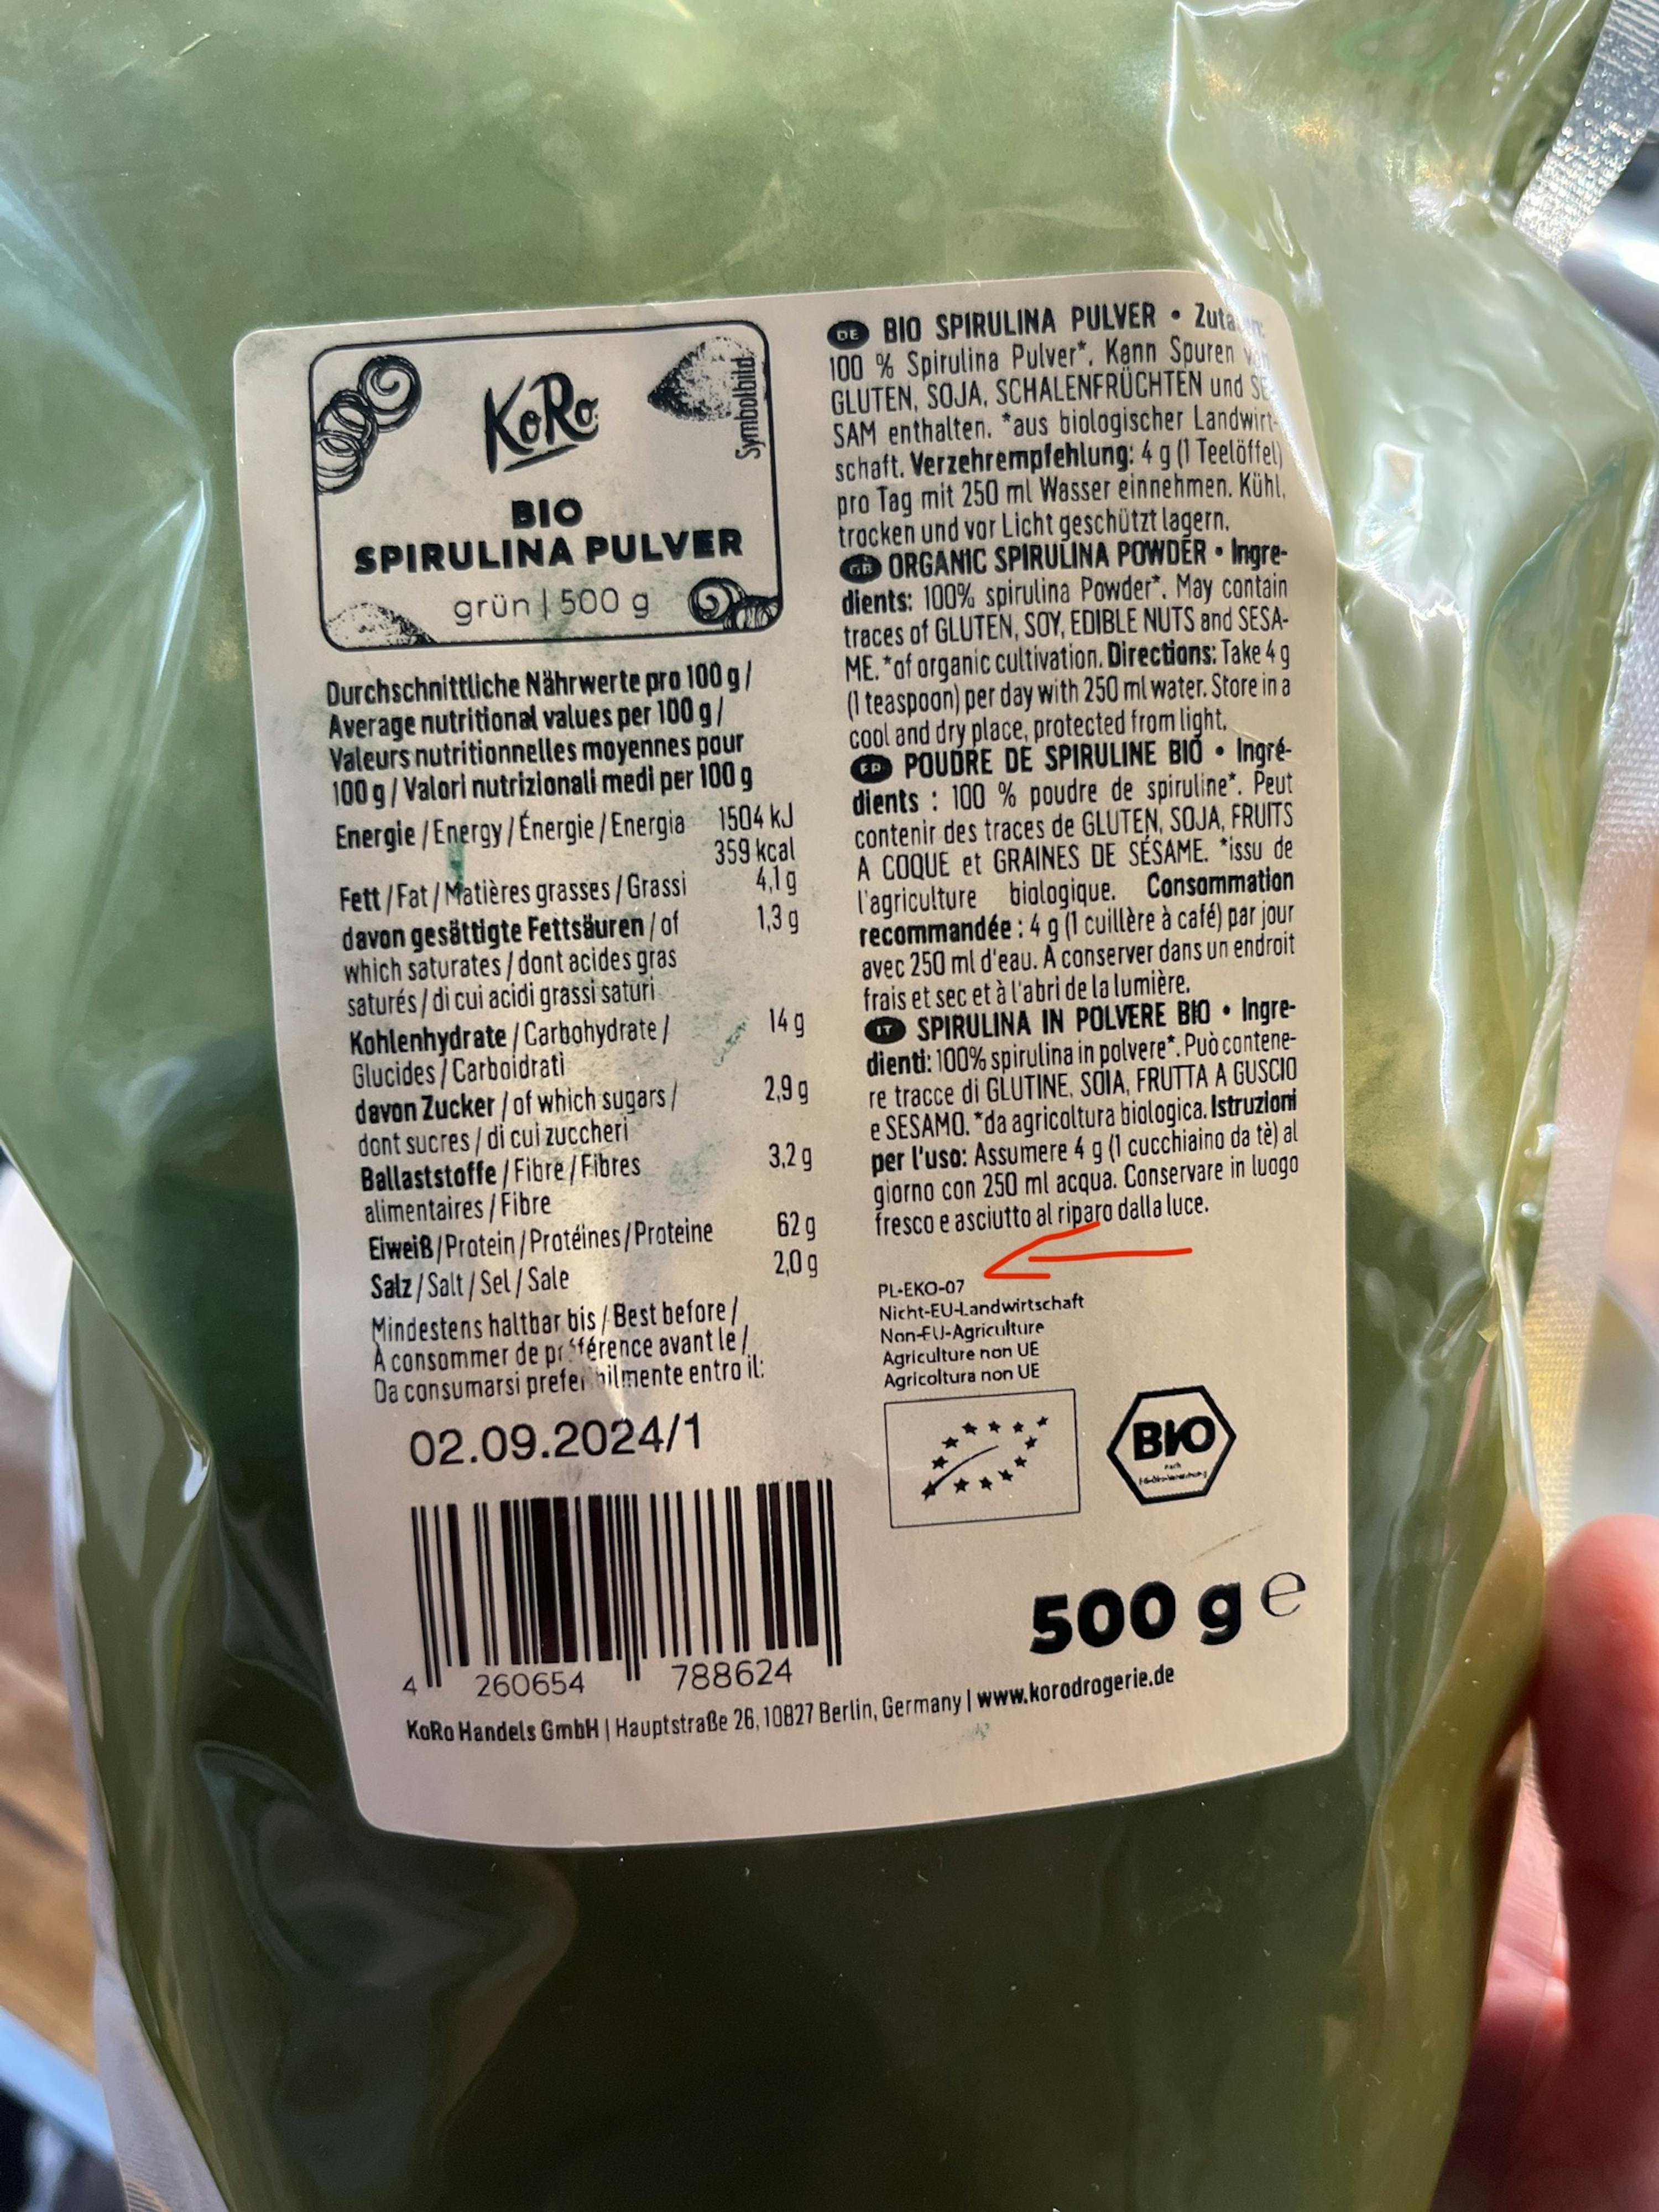 KoRo
Symbolbild
BIO
SPIRULINA PULVER
grün | 500 g
Durchschnittliche Nährwerte pro 100 g /
Average nutritional values per 100 g /
Valeurs nutritionnelles moyennes pour
100 g / Valori nutrizionali medi per 100 g
Energie / Energy / Énergie / Energia 1504 kJ
359 kcal
Fett / Fat / Matières grasses / Grassi 4,1 g
davon gesättigte Fettsäuren / of 1,3 g
which saturates / dont acides gras
saturés / di cui acidi grassi saturi
Kohlenhydrate / Carbohydrate / 14 g
Glucides / Carboidrati
davon Zucker / of which sugars / 2,9 g
dont sucres / di cui zuccheri
Ballaststoffe / Fibre / Fibres 3,2 g
alimentaires / Fibre
Eiweiß / Protein / Protéines / Proteine 62 g
Salz / Salt / Sel / Sale 2,0 g
Mindestens haltbar bis / Best before /
À consommer de avant le /
Da consumarsi entro il:
02.09.2024/1
4 260654 788624
DE BIO SPIRULINA PULVER •
100 % Spirulina Pulver*. Kann Spuren
GLUTEN, SOJA, SCHALENFRÜCHTEN und SE-
SAM enthalten. *aus biologischer Landwirt-
schaft. Verzehrempfehlung: 4 g (1 Teelöffel)
pro Tag mit 250 ml Wasser einnehmen. Kühl,
trocken und vor Licht geschützt lagern.
GB ORGANIC SPIRULINA POWDER • Ingre-
dients: 100% spirulina Powder*. May contain
traces of GLUTEN, SOY, EDIBLE NUTS and SESA-
ME. *of organic cultivation. Directions: Take 4 g
(1 teaspoon) per day with 250 ml water. Store in a
cool and dry place, protected from light.
FR POUDRE DE SPIRULINE BIO • Ingré-
dients : 100 % poudre de spiruline*. Peut
contenir des traces de GLUTEN, SOJA, FRUITS
A COQUE et GRAINES DE SÉSAME. *issu de
l'agriculture biologique. Consommation
recommandée : 4 g (1 cuillère à café) par jour
avec 250 ml d'eau. A conserver dans un endroit
frais et sec et à l'abri de la lumière.
IT SPIRULINA IN POLVERE BIO • Ingre-
dienti: 100% spirulina in polvere*. Può contene-
re tracce di GLUTINE, SOIA, FRUTTA A GUSCIO
e SESAMO. *da agricoltura biologica. Istruzioni
per l'uso: Assumere 4 g (1 cucchiaino da tè) al
giorno con 250 ml acqua. Conservare in luogo
fresco e asciutto al riparo dalla luce.
PL-EKO-07
Nicht-EU-Landwirtschaft
Non-EU-Agriculture
Agriculture non UE
Agricoltura non UE
BIO
nach
500 g e
KoRo Handels GmbH | Hauptstraße 26, 10827 Berlin, Germany | www.korodrogerie.de